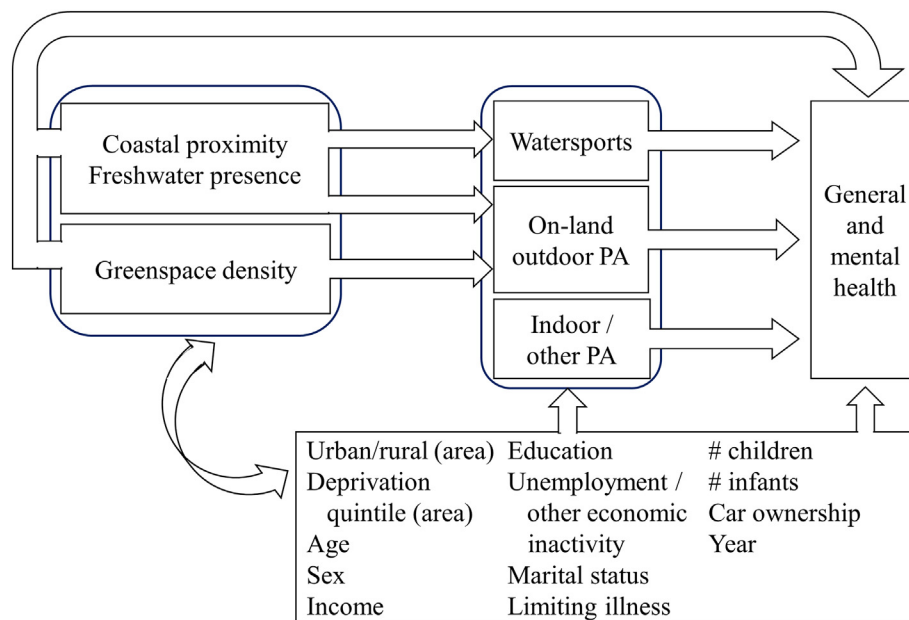 Coastal proximity
Freshwater presence
Greenspace density
Watersports
On-land
outdoor PA
Indoor /
other PA
General
and
mental
health
Urban/rural (area)
Deprivation
quintile (area)
Age
Sex
Income
Education
Unemployment /
other economic
inactivity
Marital status
Limiting illness
# children
# infants
Car ownership
Year